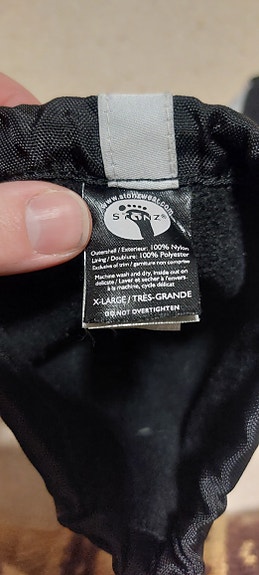 www.stonzwear.com
STONZ
Outershell / Exterieur: 100% Nylon
Lining / Doublure: 100% Polyester
Exclusive of trim / garniture non comprise
Machine wash and dry, inside out on
delicate / Laver et sécher à l'envers
à la machine, cycle délicat
X-LARGE / TRÈS-GRANDE
DO NOT OVERTIGHTEN